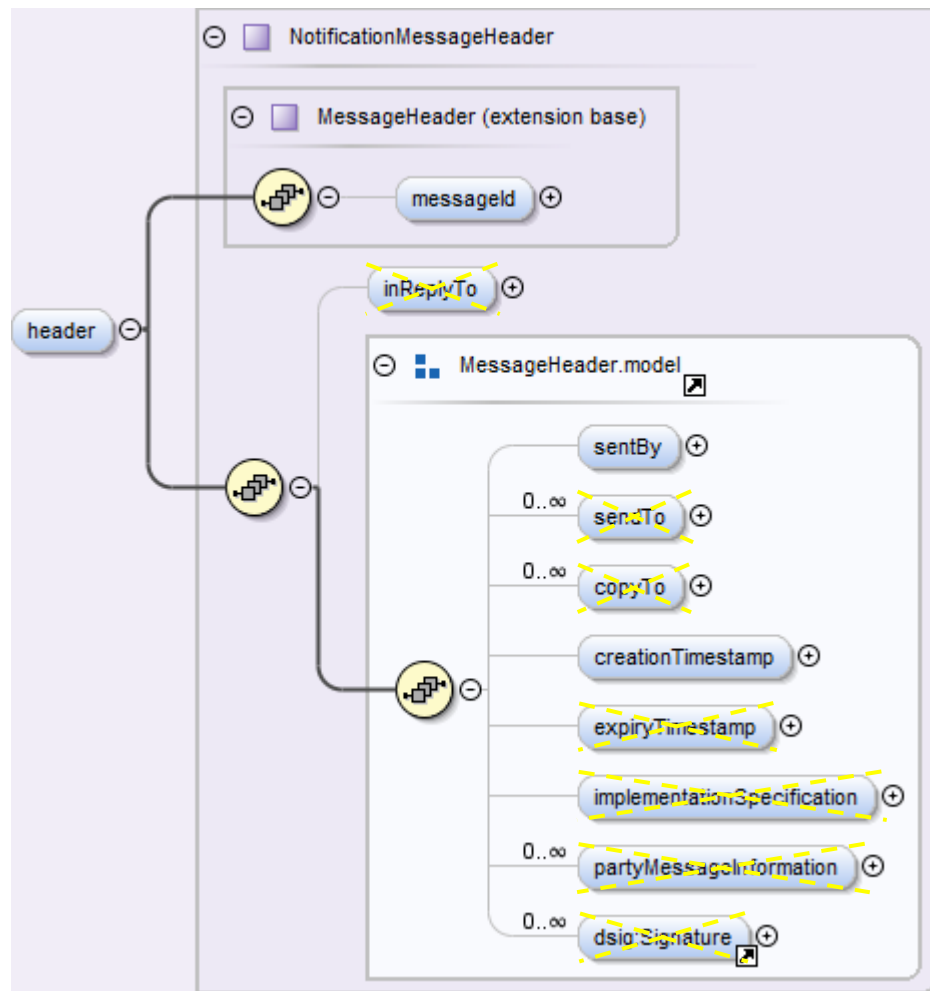 NotificationMessageHeader
MessageHeader (extension base)
messageId
inReplyTo
header
MessageHeader.model
sentBy
0..∞
sendTo
0..∞
copyTo
creationTimestamp
expiryTimestamp
implementationSpecification
0..∞
partyMessageInformation
0..∞
dsig:Signature